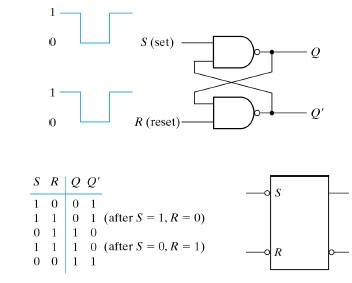 1
0
S (set)
Q
1
0
R (reset)
Q'
S R Q Q'
1 0 0 1
1 1 0 1 (after S = 1, R = 0)
0 1 1 0
1 1 1 0 (after S = 0, R = 1)
0 0 1 1
S
R